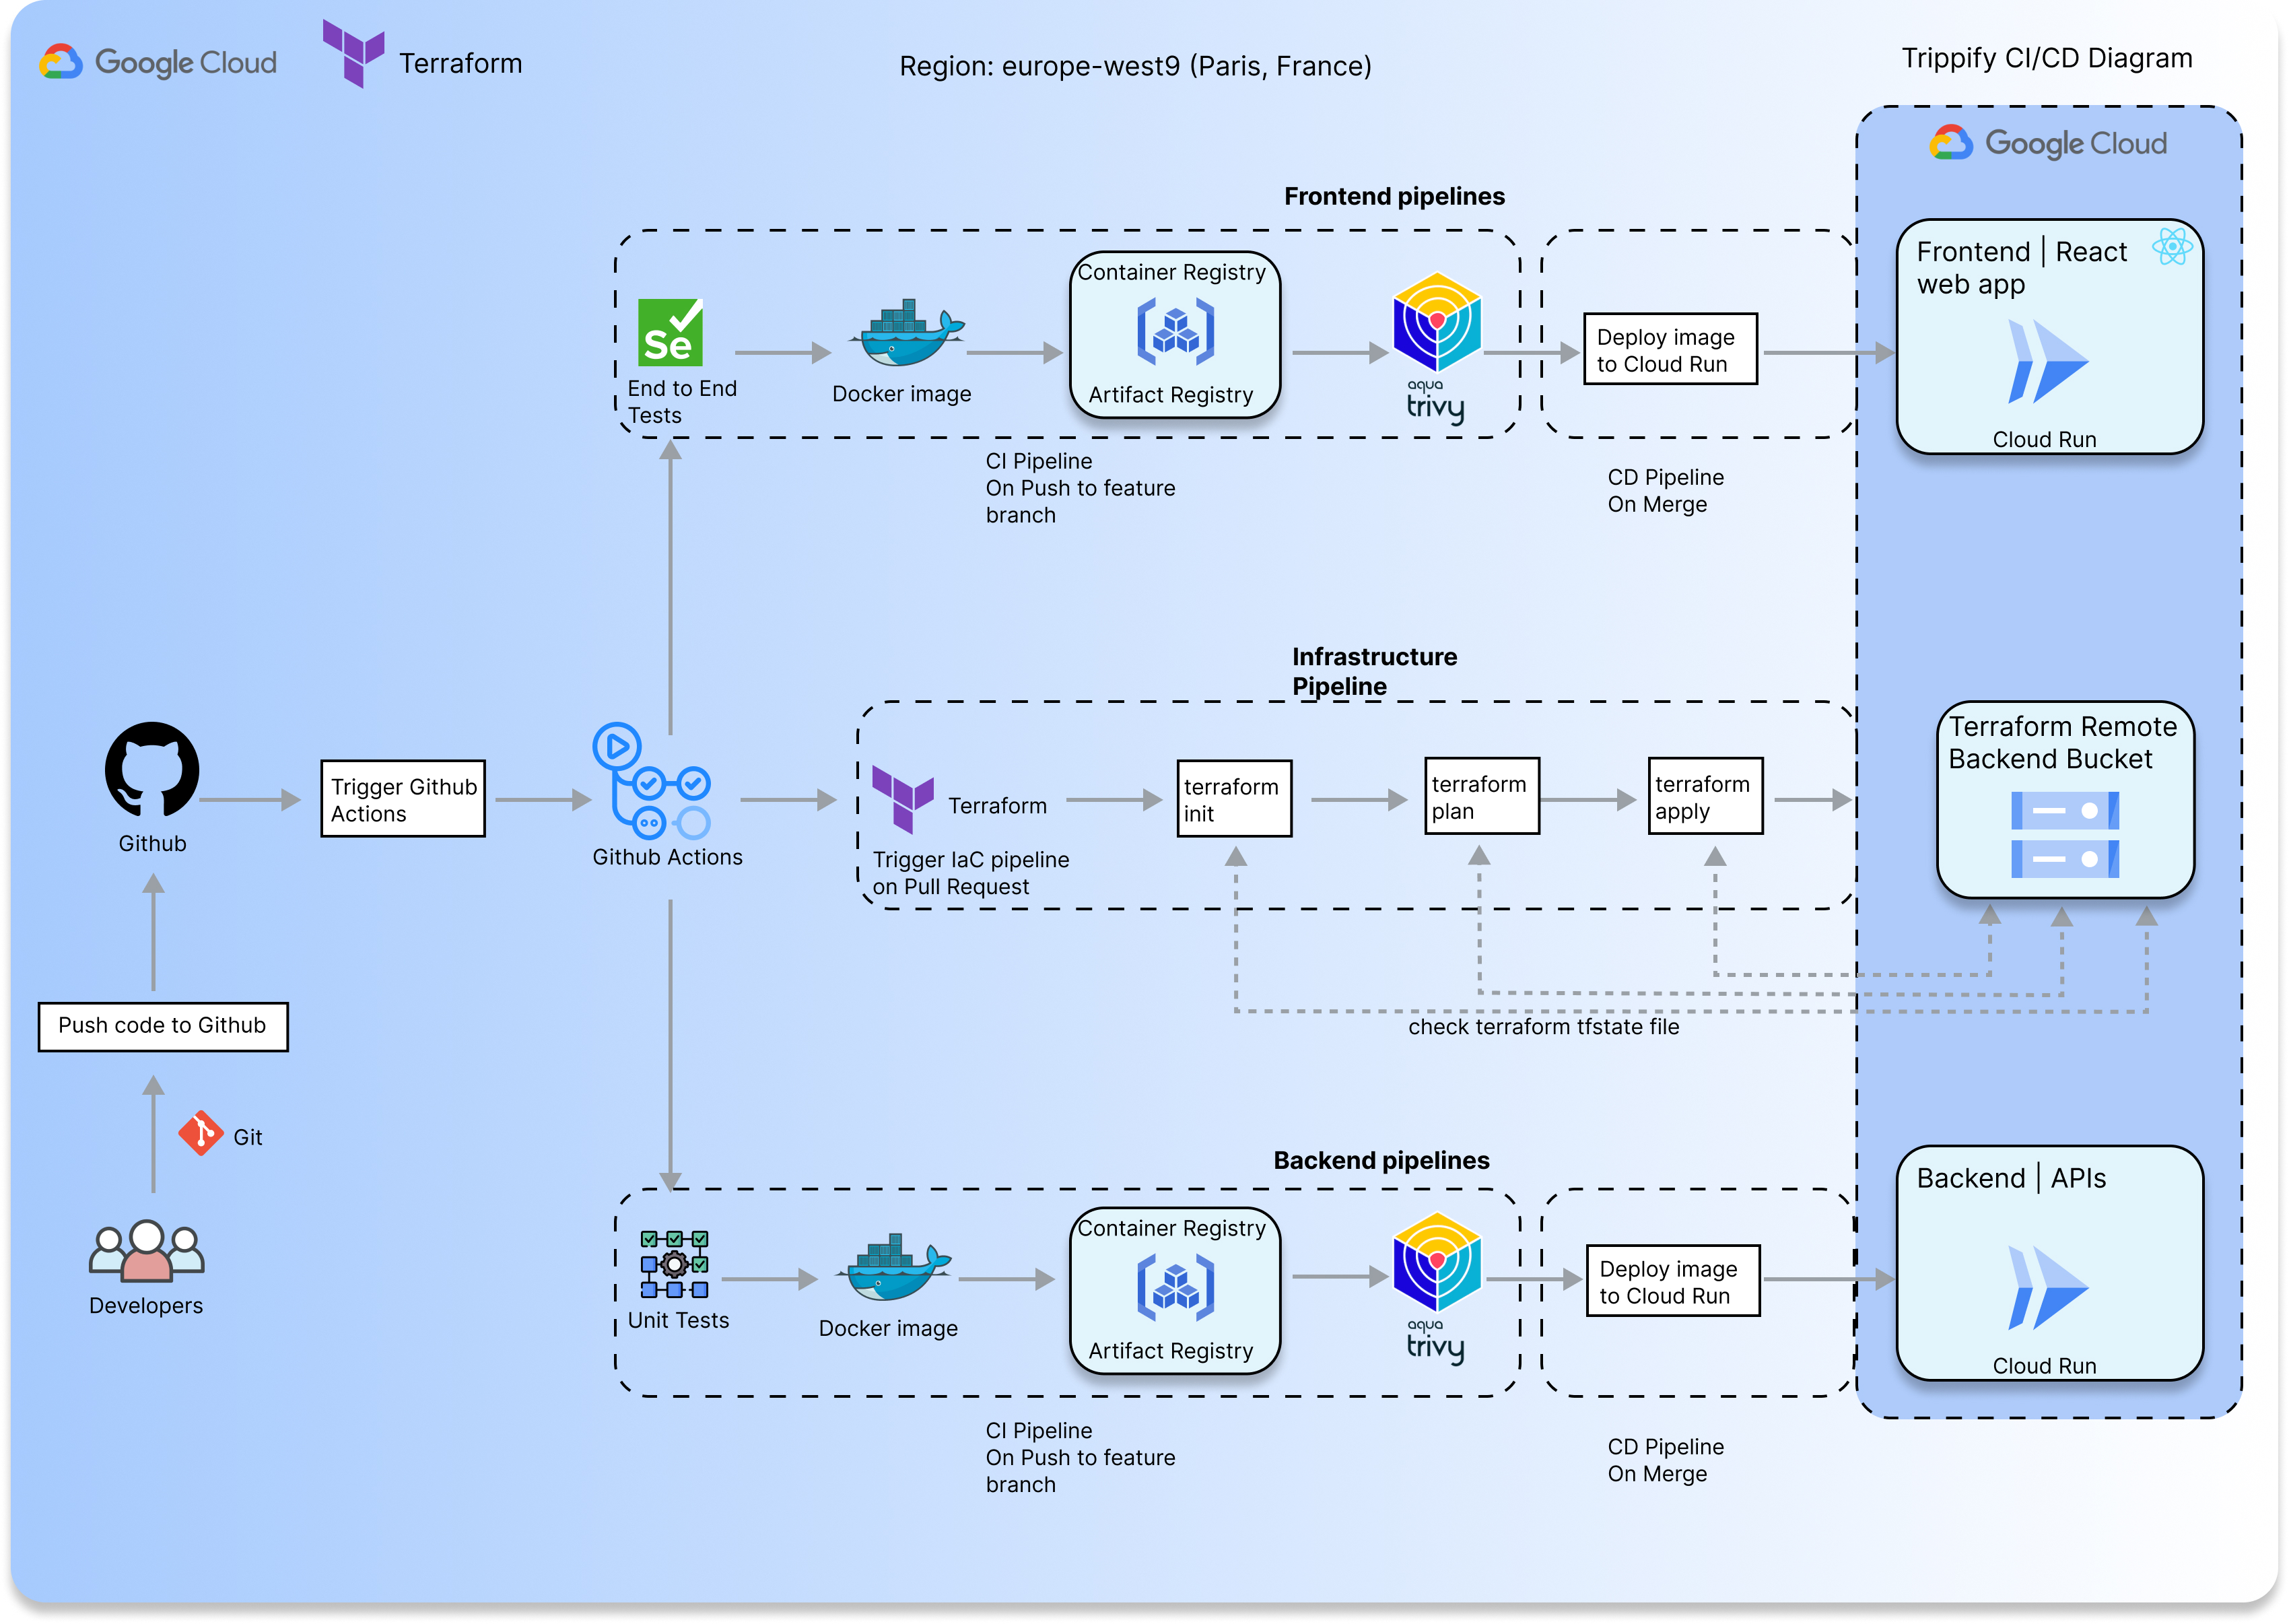 Google Cloud
Terraform
Region: europe-west9 (Paris, France)
Trippify CI/CD Diagram
Google Cloud
Frontend pipelines
Se
End to End
Tests
Docker image
Container Registry
Artifact Registry
aqua
trivy
Deploy image
to Cloud Run
Frontend | React
web app
Cloud Run
CI Pipeline
On Push to feature
branch
CD Pipeline
On Merge
Infrastructure
Pipeline
Github
Trigger Github
Actions
Github Actions
Terraform
Trigger IaC pipeline
on Pull Request
terraform
init
terraform
plan
terraform
apply
Terraform Remote
Backend Bucket
check terraform tfstate file
Push code to Github
Git
Developers
Backend pipelines
Unit Tests
Docker image
Container Registry
Artifact Registry
aqua
trivy
Deploy image
to Cloud Run
Backend | APIs
Cloud Run
CI Pipeline
On Push to feature
branch
CD Pipeline
On Merge